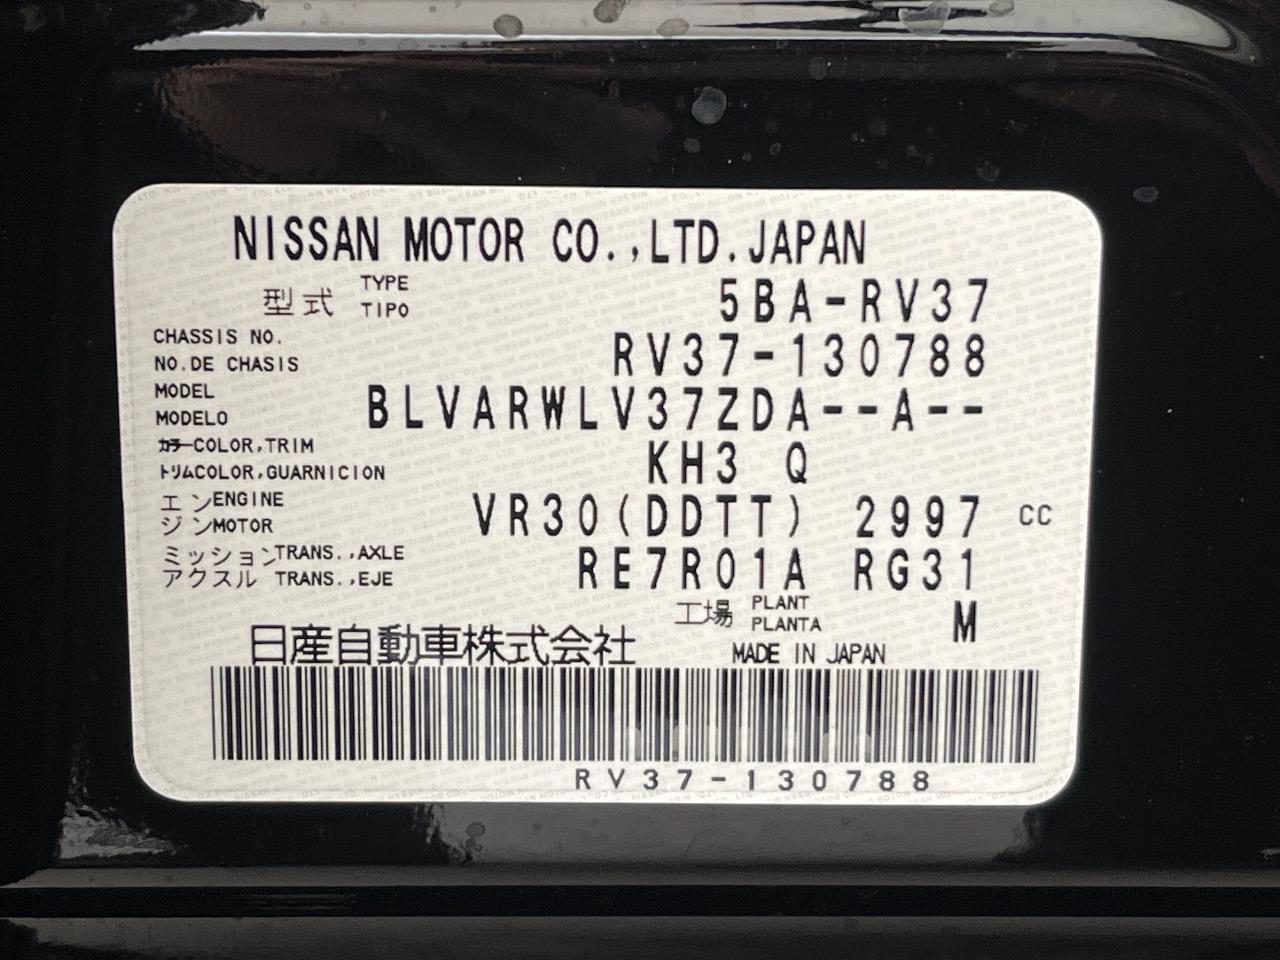 NISSAN MOTOR CO.,LTD.JAPAN
型式 TYPE TIPO 5BA-RV37
CHASSIS NO.
NO.DE CHASIS RV37-130788
MODEL
MODELO BLVARWLV37ZDA--A--
カラーCOLOR,TRIM
トリムCOLOR,GUARNICION KH3 Q
エンENGINE
ジンMOTOR VR30(DDTT) 2997 CC
ミッションTRANS.,AXLE
アクスル TRANS.,EJE RE7R01A RG31
工場 PLANT PLANTA M
日産自動車株式会社 MADE IN JAPAN
RV37-130788